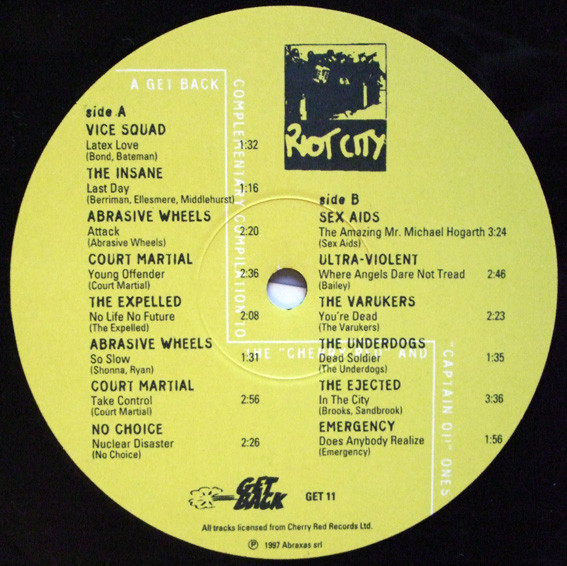 A GET BACK
COMPLEMENTARY COMPILATION TO
THE "CHERRY RED" AND
"CAPTAIN OI!" ONES
RIOT CITY
side A
VICE SQUAD
Latex Love 1:32
(Bond, Bateman)
THE INSANE
Last Day 1:16
(Berriman, Ellesmere, Middlehurst)
ABRASIVE WHEELS
Attack 2:20
(Abrasive Wheels)
COURT MARTIAL
Young Offender 2:36
(Court Martial)
THE EXPELLED
No Life No Future 2:08
(The Expelled)
ABRASIVE WHEELS
So Slow 1:31
(Shonna, Ryan)
COURT MARTIAL
Take Control 2:56
(Court Martial)
NO CHOICE
Nuclear Disaster 2:26
(No Choice)
side B
SEX AIDS
The Amazing Mr. Michael Hogarth 3:24
(Sex Aids)
ULTRA-VIOLENT
Where Angels Dare Not Tread 2:46
(Bailey)
THE VARUKERS
You're Dead 2:23
(The Varukers)
THE UNDERDOGS
Dead Soldier 1:35
(The Underdogs)
THE EJECTED
In The City 3:36
(Brooks, Sandbrook)
EMERGENCY
Does Anybody Realize 1:56
(Emergency)
GET BACK
GET 11
All tracks licensed from Cherry Red Records Ltd.
℗ 1997 Abraxas srl